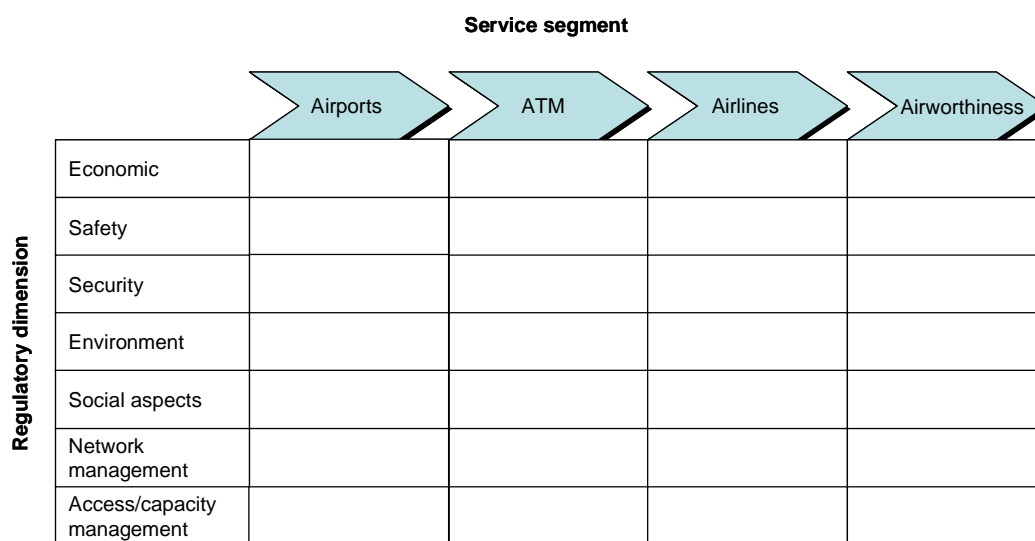 Service segment
Airports
ATM
Airlines
Airworthiness
Regulatory dimension
Economic
Safety
Security
Environment
Social aspects
Network
management
Access/capacity
management